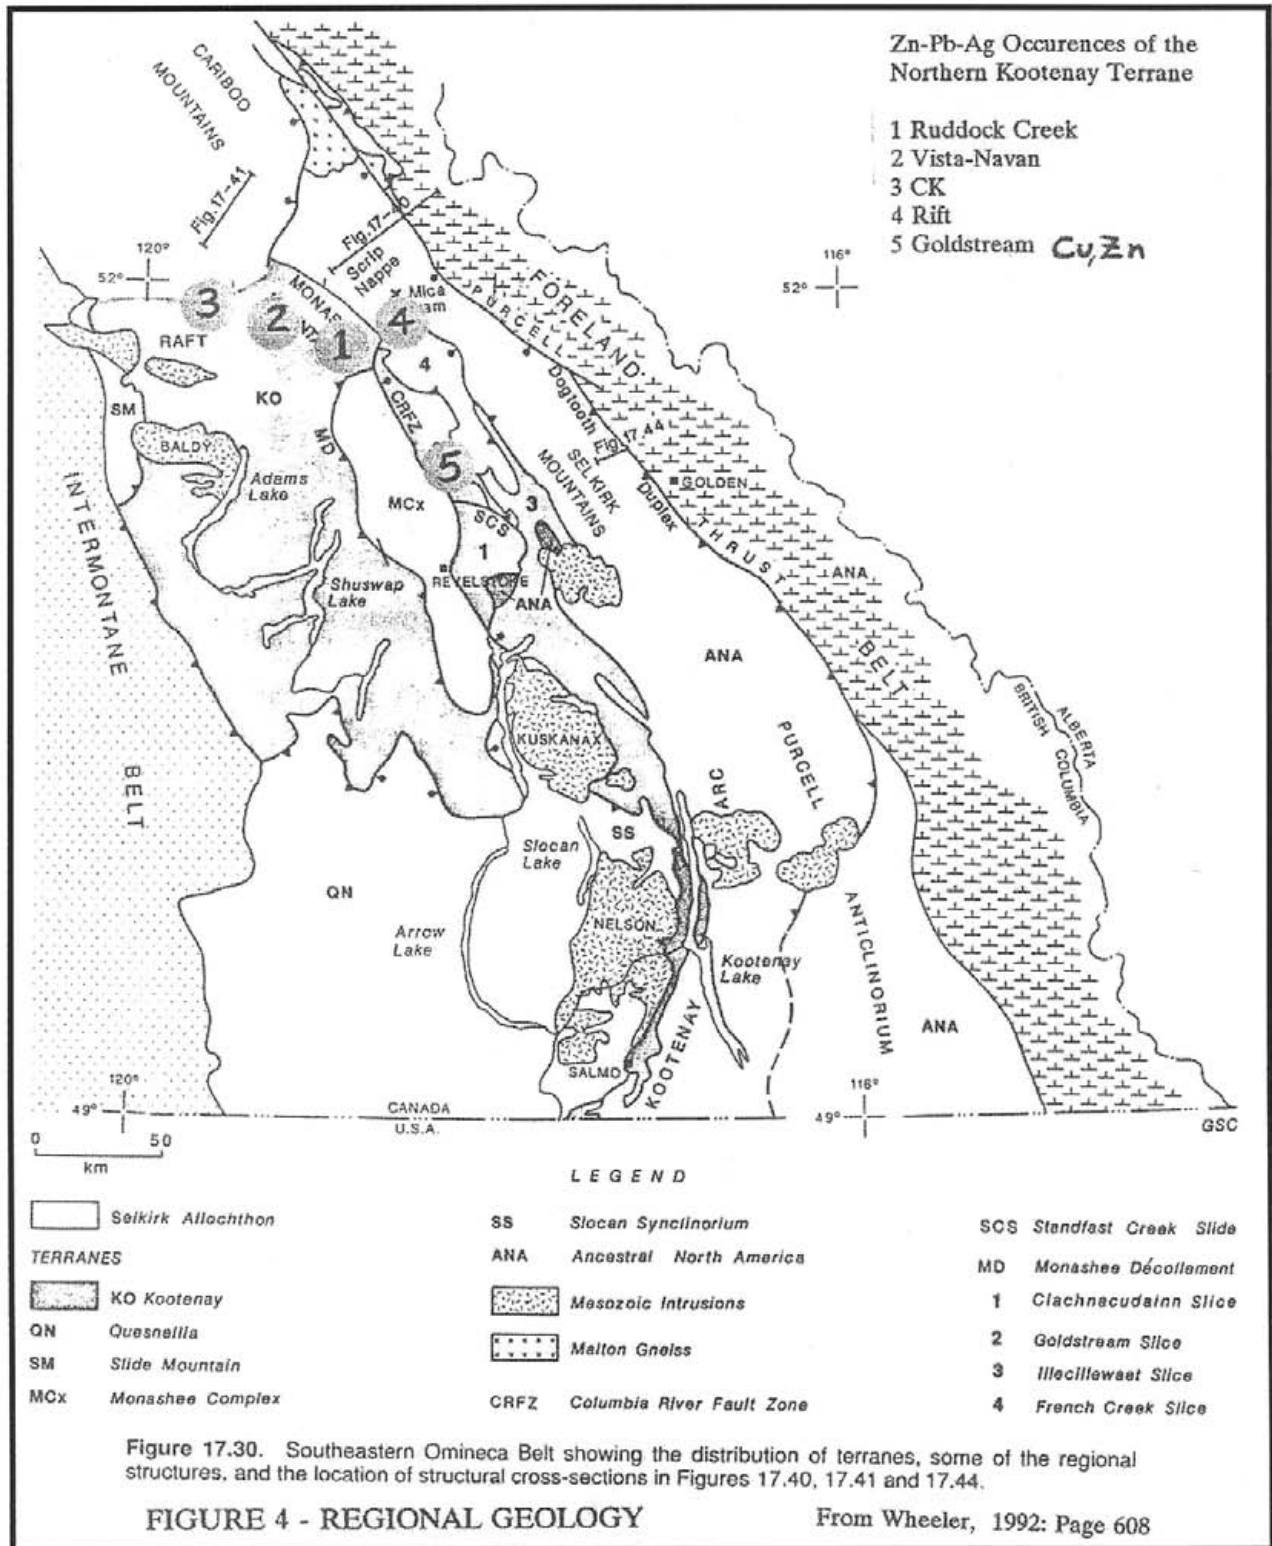 Zn-Pb-Ag Occurences of the
Northern Kootenay Terrane
1 Ruddock Creek
2 Vista-Navan
3 CK
4 Rift
5 Goldstream Cu,Zn
CARIBOO
MOUNTAINS
Fig.17-41
Fig.17-40
Scrip
Nappe
120°
52°
116°
52°
Mica
3
2
1
4
RAFT
FORELAND
PURCELL
THRUST
BELT
4
KO
SM
BALDY
MD
CRFZ
Dogtooth
Duplex
Fig.17.44
SELKIRK
MOUNTAINS
GOLDEN
5
Adams
Lake
MCx
3
SCS
1
INTERMONTANE
BELT
REVELSTOKE
ANA
ANA
Shuswap
Lake
ANA
ALBERTA
BRITISH COLUMBIA
KUSKANAX
PURCELL
ANTICLINORIUM
ARC
KOOTENAY
SS
Slocan
Lake
QN
Arrow
Lake
NELSON
Kootenay
Lake
ANA
SALMO
120°
49°
116°
49°
CANADA
U.S.A.
GSC
0 50
km
LEGEND
Selkirk Allochthon
TERRANES
KO Kootenay
QN Quesnellia
SM Slide Mountain
MCx Monashee Complex
SS Slocan Synclinorium
ANA Ancestral North America
Mesozoic Intrusions
Malton Gneiss
CRFZ Columbia River Fault Zone
SCS Standfast Creek Slide
MD Monashee Décollement
1 Clachnacudainn Slice
2 Goldstream Slice
3 Illecillewaet Slice
4 French Creek Slice
Figure 17.30. Southeastern Omineca Belt showing the distribution of terranes, some of the regional
structures, and the location of structural cross-sections in Figures 17.40, 17.41 and 17.44.
FIGURE 4 - REGIONAL GEOLOGY
From Wheeler, 1992: Page 608